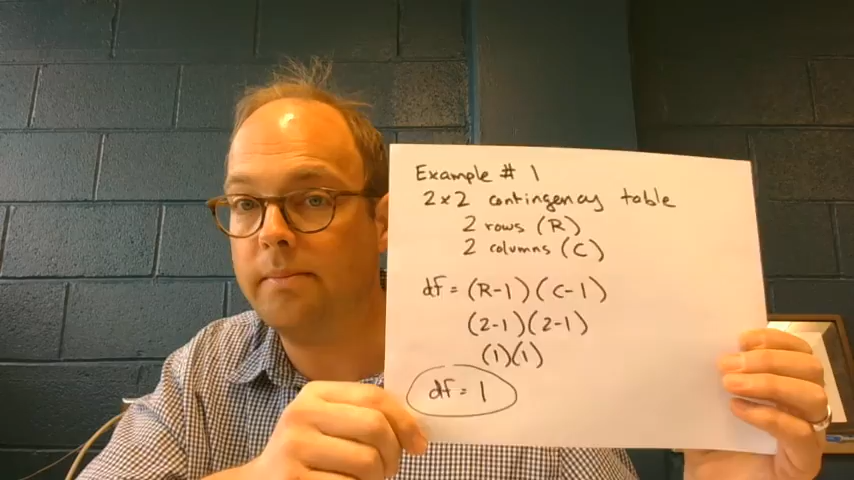 Example # 1
2x2 contingency table
2 rows (R)
2 columns (C)
df = (R-1)(C-1)
(2-1)(2-1)
(1)(1)
df = 1